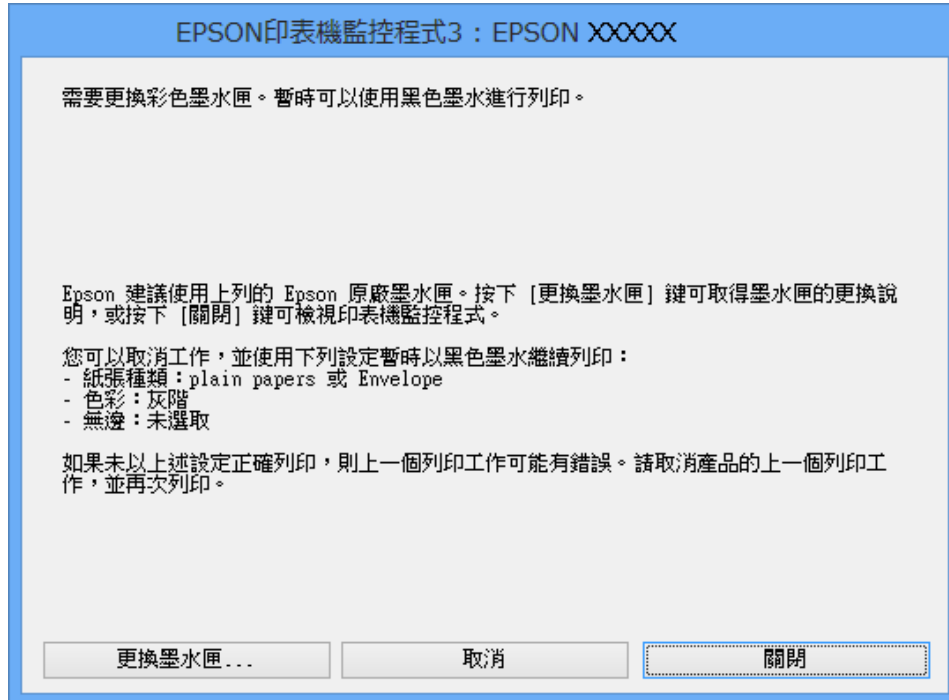 EPSON印表機監控程式3：EPSON XXXXX
需要更換彩色墨水匣。暫時可以使用黑色墨水進行列印。
Epson 建議使用上列的 Epson 原廠墨水匣。按下 [更換墨水匣] 鍵可取得墨水匣的更換說
明，或按下 [關閉] 鍵可檢視印表機監控程式。
您可以取消工作，並使用下列設定暫時以黑色墨水繼續列印：
- 紙張種類：plain papers 或 Envelope
- 色彩：灰階
- 無邊：未選取
如果未以上述設定正確列印，則上一個列印工作可能有錯誤。請取消產品的上一個列印工
作，並再次列印。
更換墨水匣...
取消
關閉